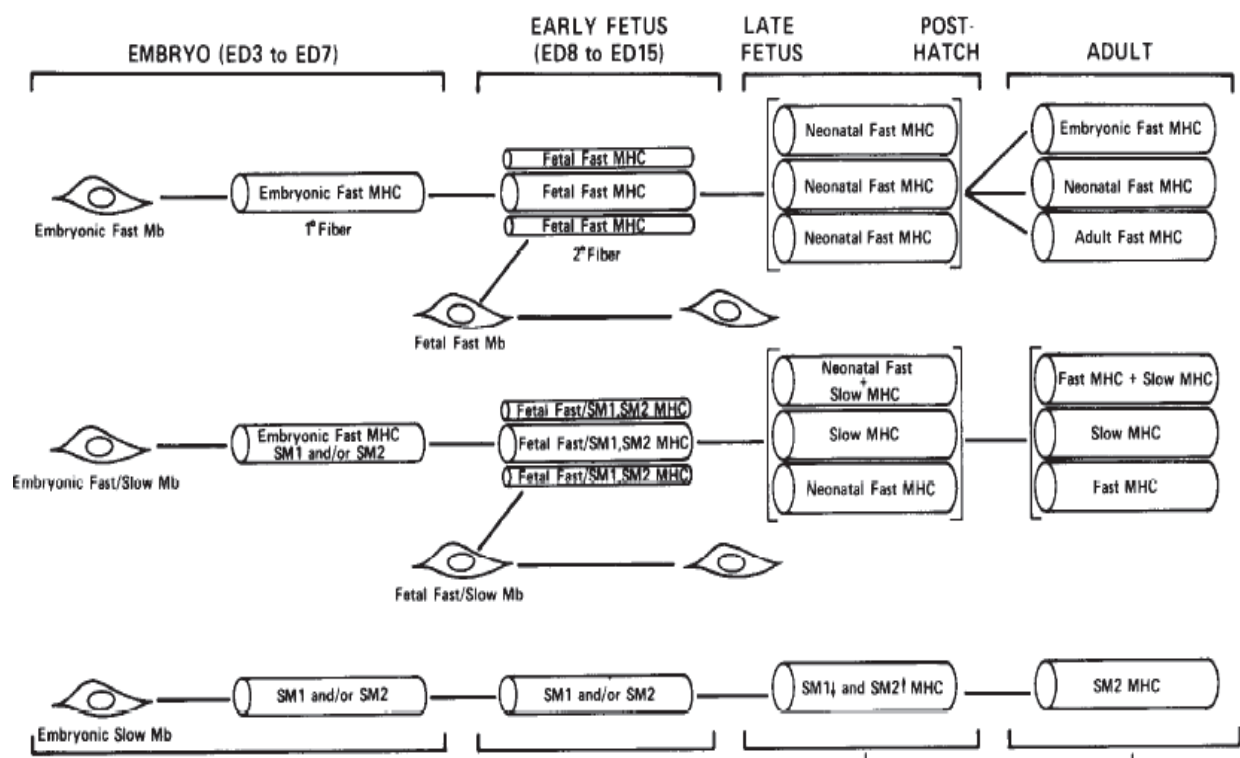 EMBRYO (ED3 to ED7)
EARLY FETUS
(ED8 to ED15)
LATE
FETUS
POST-
HATCH
ADULT
Embryonic Fast Mb
Embryonic Fast MHC
1° Fiber
Fetal Fast MHC
Fetal Fast MHC
Fetal Fast MHC
2° Fiber
Fetal Fast Mb
Neonatal Fast MHC
Neonatal Fast MHC
Neonatal Fast MHC
Embryonic Fast MHC
Neonatal Fast MHC
Adult Fast MHC
Embryonic Fast/Slow Mb
Embryonic Fast MHC
SM1 and/or SM2
Fetal Fast/SM1,SM2 MHC
Fetal Fast/SM1,SM2 MHC
Fetal Fast/SM1,SM2 MHC
Fetal Fast/Slow Mb
Neonatal Fast
+
Slow MHC
Slow MHC
Neonatal Fast MHC
Fast MHC + Slow MHC
Slow MHC
Fast MHC
Embryonic Slow Mb
SM1 and/or SM2
SM1 and/or SM2
SM1↓ and SM2↑ MHC
SM2 MHC